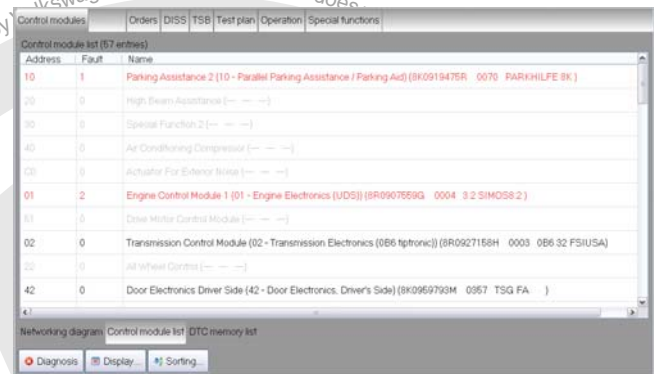 Control modules Orders DISS TSB Test plan Operation Special functions
Control module list (57 entries)
Address Fault Name
10 1 Parking Assistance 2 (10 - Parallel Parking Assistance / Parking Aid) (8K0919475R 0070 PARKHILFE 8K )
20 0 High Beam Assistance (--- --- ---)
30 0 Special Function 2 (--- --- ---)
40 0 Air Conditioning Compressor (--- --- ---)
C0 0 Actuator For Exterior Noise (--- --- ---)
01 2 Engine Control Module 1 (01 - Engine Electronics (UDS)) (8R0907559G 0004 3.2 SIMOS8.2 )
51 0 Drive Motor Control Module (--- --- ---)
02 0 Transmission Control Module (02 - Transmission Electronics (0B6 tiptronic)) (8R0927158H 0003 0B6 32 FSIUSA)
22 0 All Wheel Control (--- --- ---)
42 0 Door Electronics Driver Side (42 - Door Electronics, Driver's Side) (8K0959793M 0357 TSG FA )
Networking diagram Control module list DTC memory list
Diagnosis Display... Sorting...